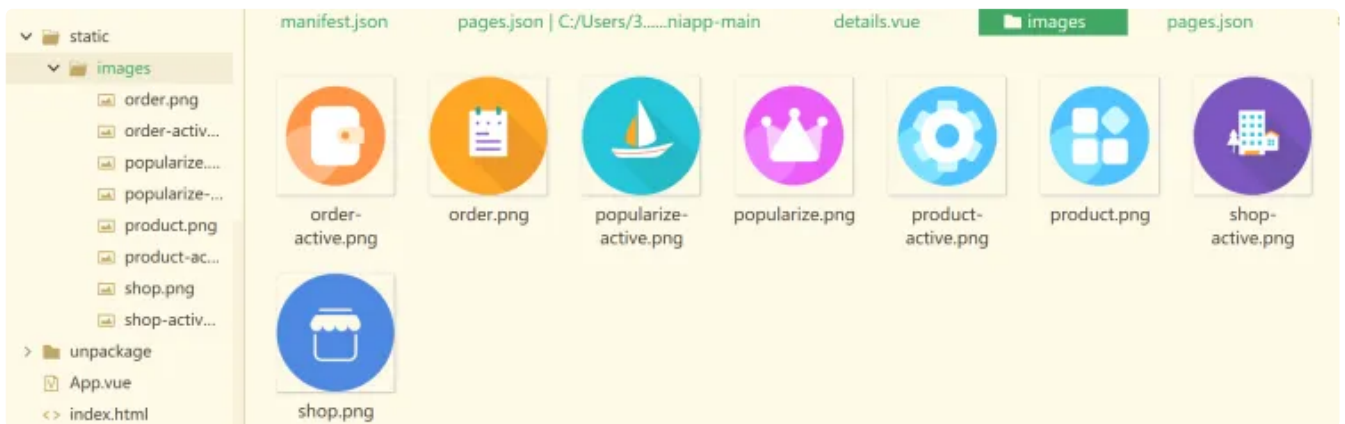 static
images
order.png
order-activ...
popularize....
popularize-...
product.png
product-ac...
shop.png
shop-activ...
unpackage
App.vue
index.html
manifest.json
pages.json | C:/Users/3......niapp-main
details.vue
images
pages.json
order-
active.png
order.png
popularize-
active.png
popularize.png
product-
active.png
product.png
shop-
active.png
shop.png